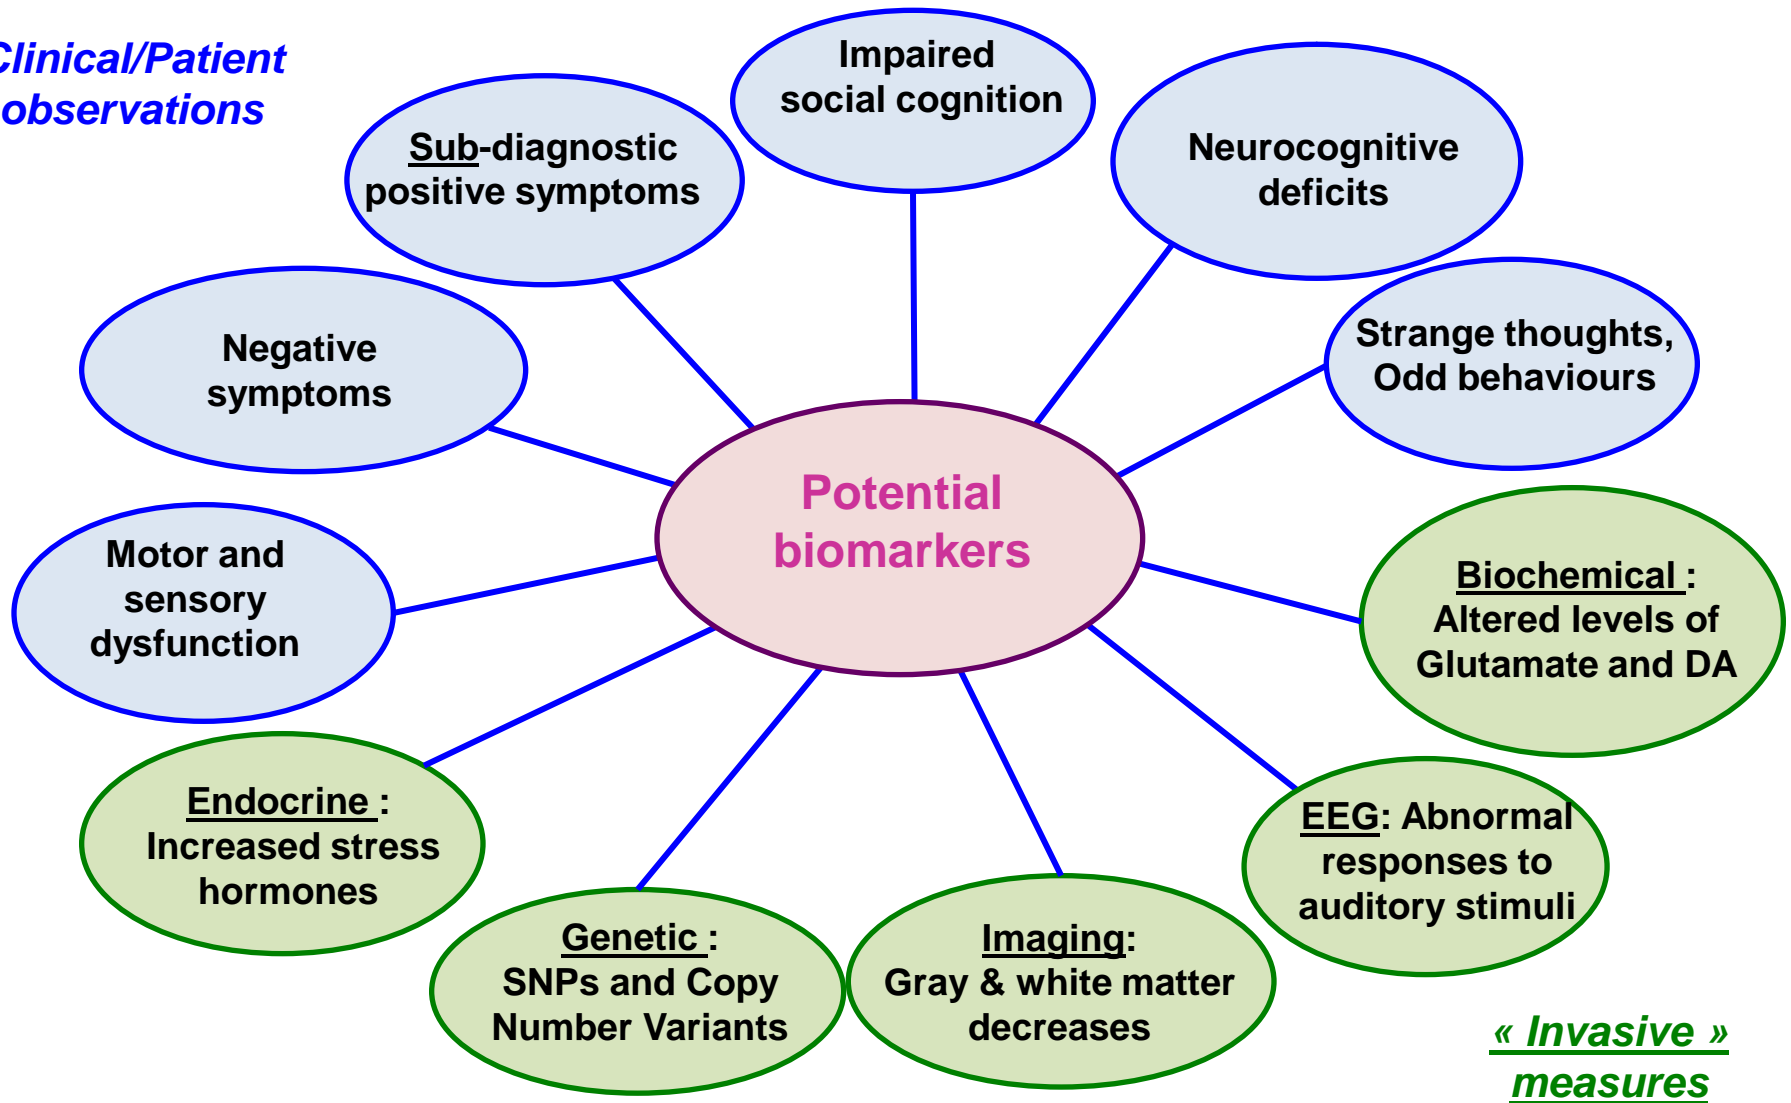 Clinical/Patient
observations
Impaired
social cognition
Sub-diagnostic
positive symptoms
Neurocognitive
deficits
Negative
symptoms
Strange thoughts,
Odd behaviours
Potential
biomarkers
Motor and
sensory
dysfunction
Biochemical :
Altered levels of
Glutamate and DA
Endocrine :
Increased stress
hormones
EEG: Abnormal
responses to
auditory stimuli
Genetic :
SNPs and Copy
Number Variants
Imaging:
Gray & white matter
decreases
« Invasive »
measures